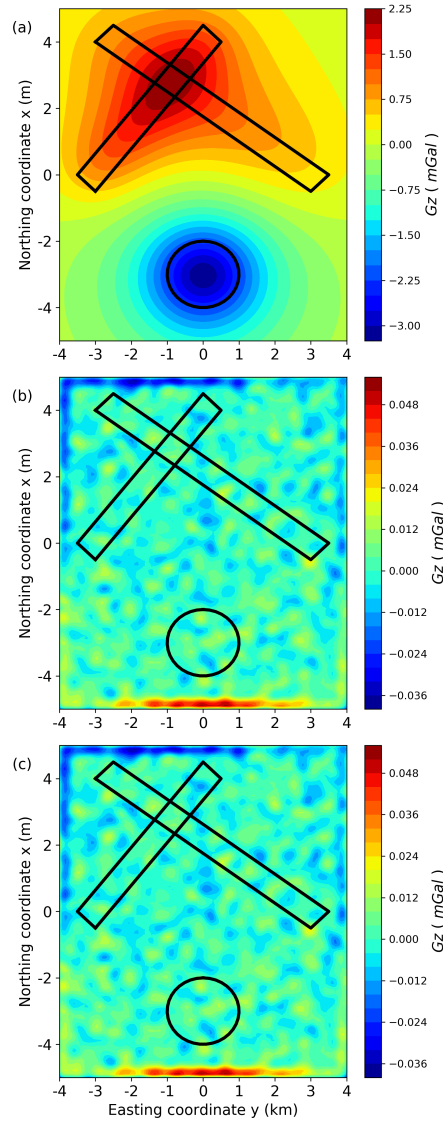 (a)
Northing coordinate x (m)
4
2
0
-2
-4
-4 -3 -2 -1 0 1 2 3 4
2.25
0.75
0.00
−0.75
−1.50
−2.25
−3.00
Gz ( mGal )
(b)
Northing coordinate x (m)
4
2
0
-2
-4
-4 -3 -2 -1 0 1 2 3 4
0.048
0.036
0.024
0.012
0.000
−0.012
−0.024
−0.036
Gz ( mGal )
(c)
Northing coordinate x (m)
4
2
0
-2
-4
-4 -3 -2 -1 0 1 2 3 4
Easting coordinate y (km)
0.048
0.036
0.024
0.012
0.000
−0.012
−0.024
−0.036
Gz ( mGal )